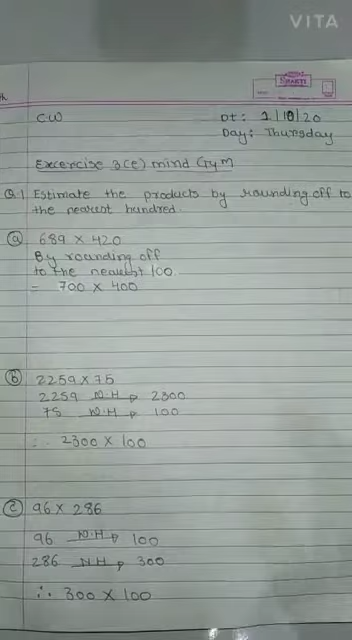 VITA
SHAKTI
CW
Dt: 1/10/20
Day: Thursday
Excercise 3(e) mind Gym
Q.1 Estimate the products by rounding off to
the nearest hundred.
(a) 689 × 420
By rounding off
to the nearest 100.
= 700 × 400
(b) 2259 × 75
2259 N.H → 2300
75 N.H → 100
∴ 2300 × 100
(c) 96 × 286
96 N.H → 100
286 N.H → 300
∴ 300 × 100